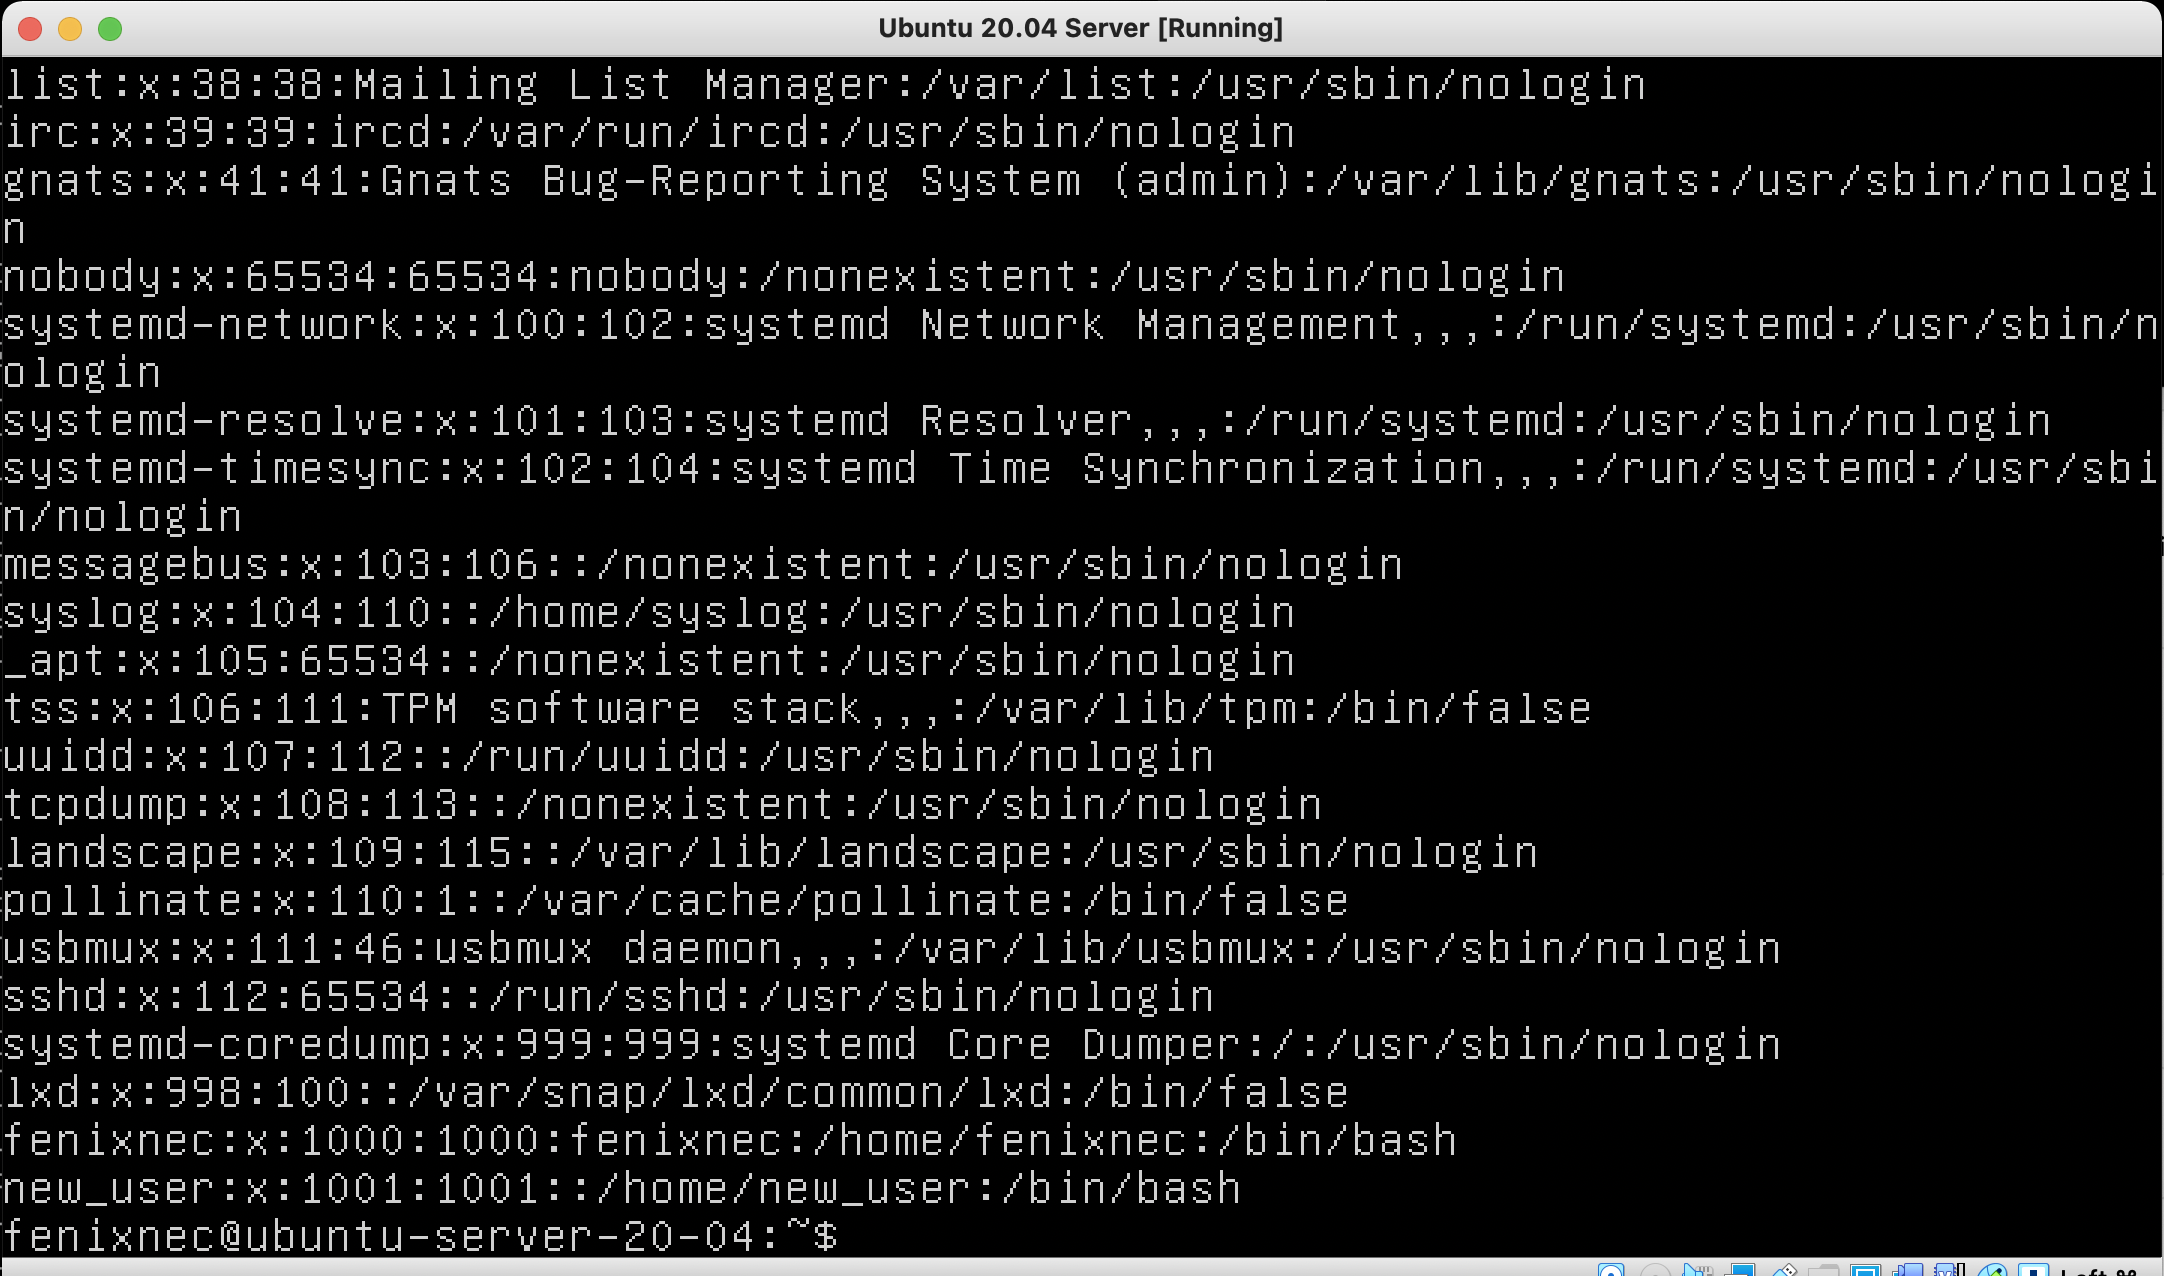 Ubuntu 20.04 Server [Running]
list:x:38:38:Mailing List Manager:/var/list:/usr/sbin/nologin
irc:x:39:39:ircd:/var/run/ircd:/usr/sbin/nologin
gnats:x:41:41:Gnats Bug-Reporting System (admin):/var/lib/gnats:/usr/sbin/nologi
n
nobody:x:65534:65534:nobody:/nonexistent:/usr/sbin/nologin
systemd-network:x:100:102:systemd Network Management,,,:/run/systemd:/usr/sbin/n
ologin
systemd-resolve:x:101:103:systemd Resolver,,,:/run/systemd:/usr/sbin/nologin
systemd-timesync:x:102:104:systemd Time Synchronization,,,:/run/systemd:/usr/sbi
n/nologin
messagebus:x:103:106::/nonexistent:/usr/sbin/nologin
syslog:x:104:110::/home/syslog:/usr/sbin/nologin
_apt:x:105:65534::/nonexistent:/usr/sbin/nologin
tss:x:106:111:TPM software stack,,,:/var/lib/tpm:/bin/false
uuidd:x:107:112::/run/uuidd:/usr/sbin/nologin
tcpdump:x:108:113::/nonexistent:/usr/sbin/nologin
landscape:x:109:115::/var/lib/landscape:/usr/sbin/nologin
pollinate:x:110:1::/var/cache/pollinate:/bin/false
usbmux:x:111:46:usbmux daemon,,,:/var/lib/usbmux:/usr/sbin/nologin
sshd:x:112:65534::/run/sshd:/usr/sbin/nologin
systemd-coredump:x:999:999:systemd Core Dumper:/:/usr/sbin/nologin
lxd:x:998:100::/var/snap/lxd/common/lxd:/bin/false
fenixnec:x:1000:1000:fenixnec:/home/fenixnec:/bin/bash
new_user:x:1001:1001::/home/new_user:/bin/bash
fenixnec@ubuntu-server-20-04:~$
Left ⌘